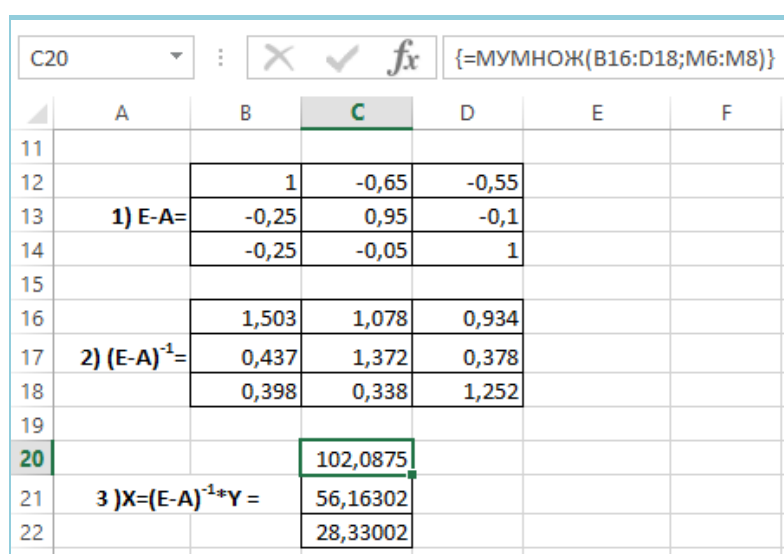 C20 fx {=МУМНОЖ(B16:D18;M6:M8)}
A B C D E F
11
12 1 -0,65 -0,55
13 1) E-A= -0,25 0,95 -0,1
14 -0,25 -0,05 1
15
16 1,503 1,078 0,934
17 2) (E-A)⁻¹= 0,437 1,372 0,378
18 0,398 0,338 1,252
19
20 102,0875
21 3 )X=(E-A)⁻¹*Y = 56,16302
22 28,33002